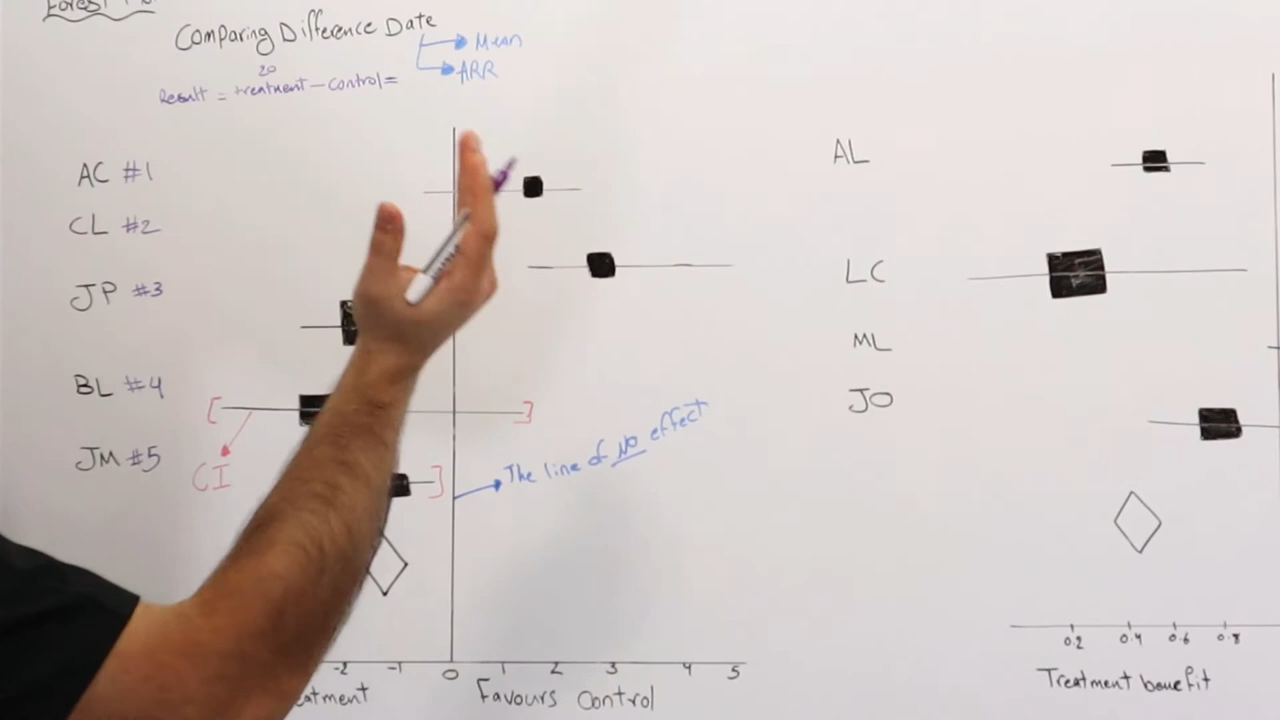 Forest
Comparing Difference Date
Mean
ARR
20
Result = treatment - control =
AC #1
CL #2
JP #3
BL #4
JM #5
[ ]
CI
]
The line of NO effect
-2 -1 0 1 2 3 4 5
Favours Control
AL
LC
ML
JO
0.2 0.4 0.6 0.8
Treatment benefit